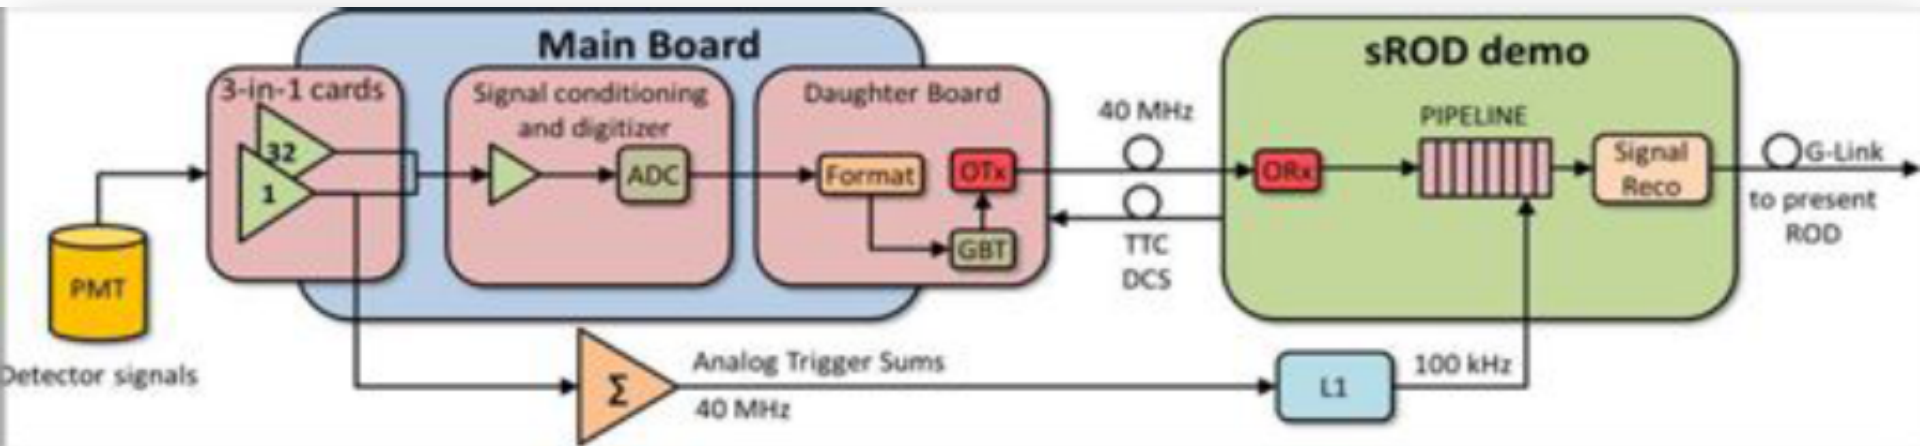 Main Board
sROD demo
3-in-1 cards
32
1
Signal conditioning
and digitizer
ADC
Daughter Board
Format
OTx
GBT
40 MHz
TTC
DCS
ORx
PIPELINE
Signal
Reco
G-Link
to present
ROD
PMT
Detector signals
Σ
Analog Trigger Sums
40 MHz
L1
100 kHz